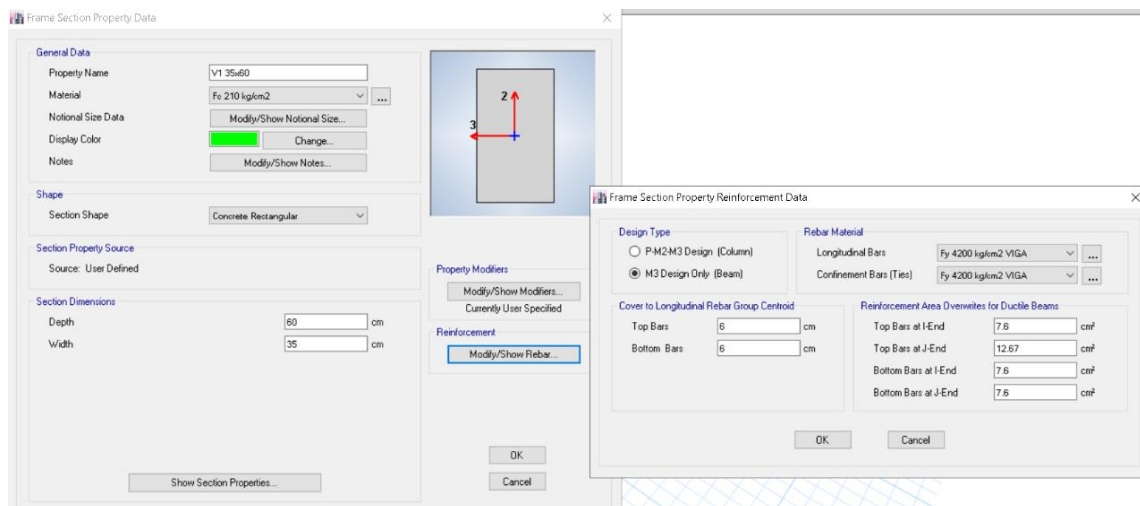 Frame Section Property Data
General Data
Property Name V1 35x60
Material Fc 210 kg/cm2 ...
Notional Size Data Modify/Show Notional Size...
Display Color Change...
Notes Modify/Show Notes...
2
3
Shape
Section Shape Concrete Rectangular
Section Property Source
Source: User Defined
Section Dimensions
Depth 60 cm
Width 35 cm
Show Section Properties...
Property Modifiers
Modify/Show Modifiers...
Currently User Specified
Reinforcement
Modify/Show Rebar...
OK
Cancel
Frame Section Property Reinforcement Data
Design Type
P-M2-M3 Design (Column)
M3 Design Only (Beam)
Rebar Material
Longitudinal Bars Fy 4200 kg/cm2 VIGA ...
Confinement Bars (Ties) Fy 4200 kg/cm2 VIGA ...
Cover to Longitudinal Rebar Group Centroid
Top Bars 6 cm
Bottom Bars 6 cm
Reinforcement Area Overwrites for Ductile Beams
Top Bars at I-End 7.6 cm²
Top Bars at J-End 12.67 cm²
Bottom Bars at I-End 7.6 cm²
Bottom Bars at J-End 7.6 cm²
OK Cancel